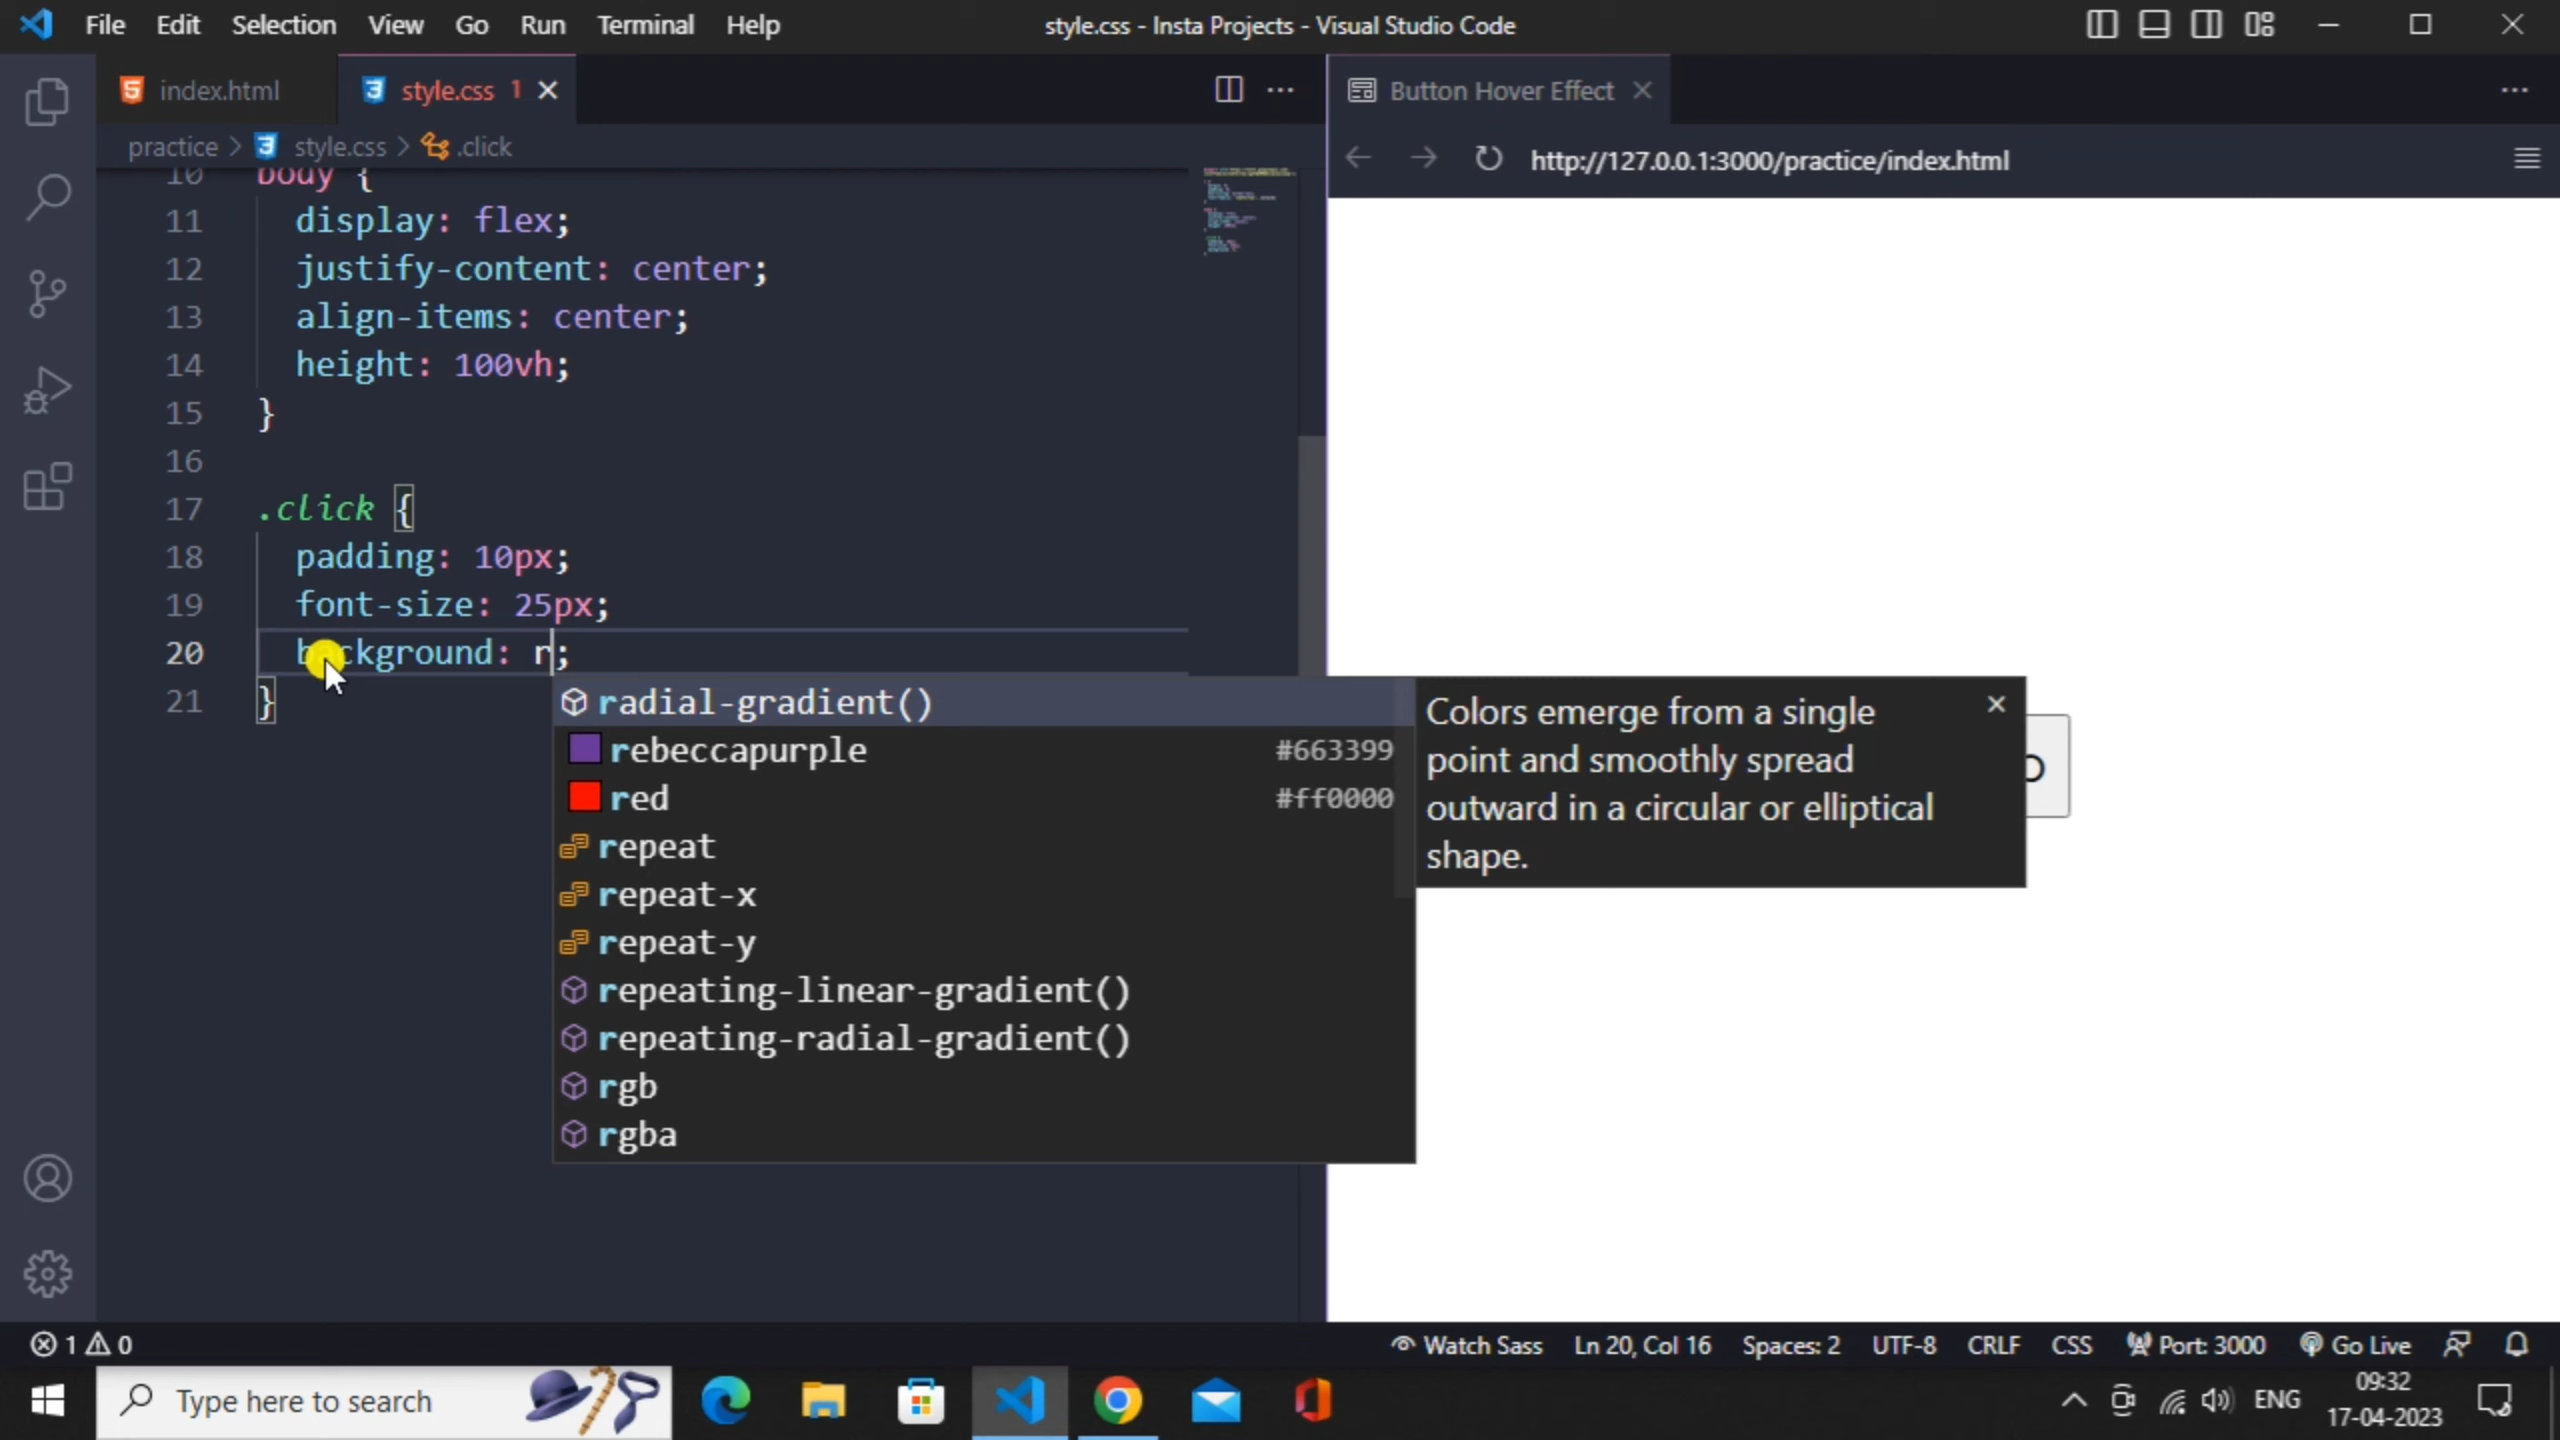 File Edit Selection View Go Run Terminal Help
style.css - Insta Projects - Visual Studio Code
index.html
style.css 1
Button Hover Effect
practice > style.css > .click
http://127.0.0.1:3000/practice/index.html
10 body {
11 display: flex;
12 justify-content: center;
13 align-items: center;
14 height: 100vh;
15 }
16
17 .click {
18 padding: 10px;
19 font-size: 25px;
20 background: r;
21 }
radial-gradient()
rebeccapurple #663399
red #ff0000
repeat
repeat-x
repeat-y
repeating-linear-gradient()
repeating-radial-gradient()
rgb
rgba
Colors emerge from a single
point and smoothly spread
outward in a circular or elliptical
shape.
1 0
Watch Sass Ln 20, Col 16 Spaces: 2 UTF-8 CRLF CSS Port: 3000 Go Live
Type here to search
ENG
09:32
17-04-2023